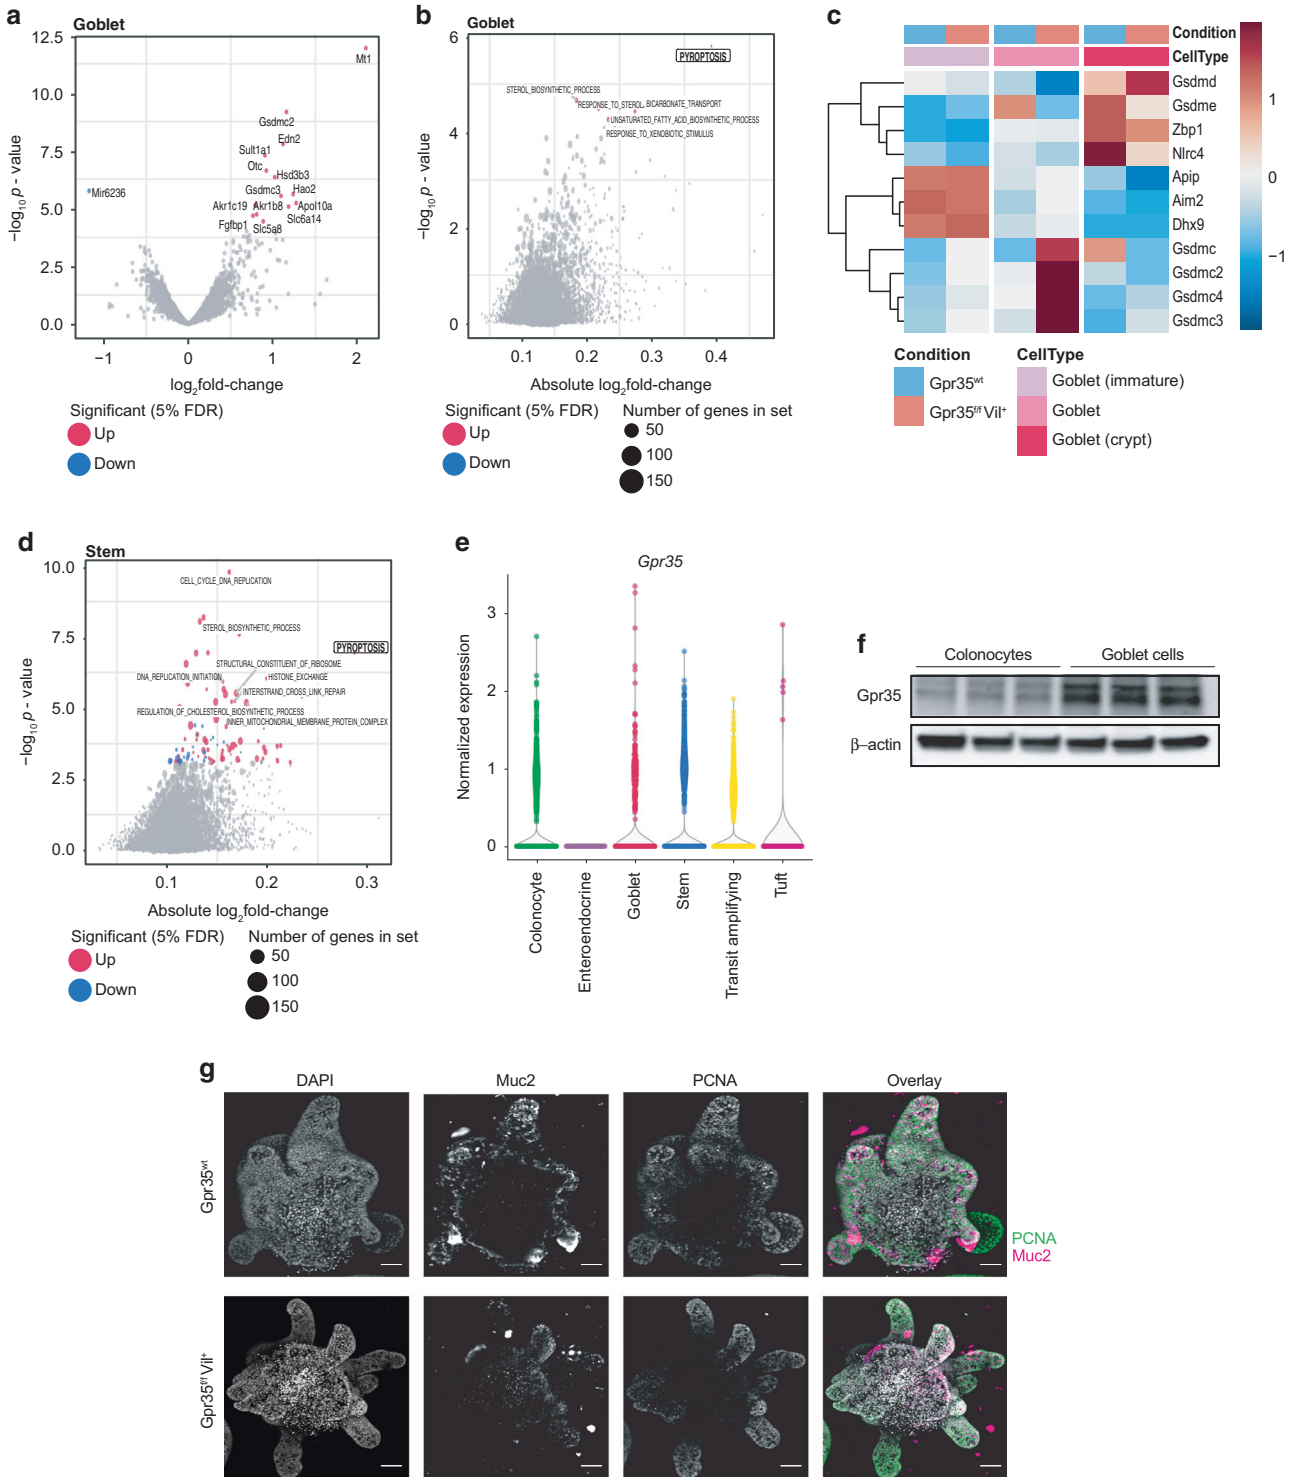 a
Goblet
12.5
10.0
7.5
5.0
2.5
0.0
−log10 p - value
Mt1
Gsdmc2
Edn2
Sult1a1
Otc
Hsd3b3
Gsdmc3
Hao2
Mir6236
Akr1c19
Akr1b8
Apol10a
Slc6a14
Fgfbp1
Slc5a8
−1
0
1
2
log2fold-change
Significant (5% FDR)
Up
Down
b
Goblet
6
4
2
0
−log10 p - value
PYROPTOSIS
STEROL_BIOSYNTHETIC_PROCESS
RESPONSE_TO_STEROL
BICARBONATE_TRANSPORT
UNSATURATED_FATTY_ACID_BIOSYNTHETIC_PROCESS
RESPONSE_TO_XENOBIOTIC_STIMULUS
0.1
0.2
0.3
0.4
Absolute log2fold-change
Significant (5% FDR)
Up
Down
Number of genes in set
50
100
150
c
Condition
CellType
Gsdmd
Gsdme
Zbp1
Nlrc4
Apip
Aim2
Dhx9
Gsdmc
Gsdmc2
Gsdmc4
Gsdmc3
1
0
−1
Condition
Gpr35wt
Gpr35f/f Vil+
CellType
Goblet (immature)
Goblet
Goblet (crypt)
d
Stem
10.0
7.5
5.0
2.5
0.0
−log10 p - value
CELL_CYCLE_DNA_REPLICATION
STEROL_BIOSYNTHETIC_PROCESS
PYROPTOSIS
STRUCTURAL_CONSTITUENT_OF_RIBOSOME
DNA_REPLICATION_INITIATION
HISTONE_EXCHANGE
INTERSTRAND_CROSS_LINK_REPAIR
REGULATION_OF_CHOLESTEROL_BIOSYNTHETIC_PROCESS
INNER_MITOCHONDRIAL_MEMBRANE_PROTEIN_COMPLEX
0.1
0.2
0.3
Absolute log2fold-change
Significant (5% FDR)
Up
Down
Number of genes in set
50
100
150
e
Gpr35
3
2
1
0
Normalized expression
Colonocyte
Enteroendocrine
Goblet
Stem
Transit amplifying
Tuft
f
Colonocytes
Goblet cells
Gpr35
β–actin
g
DAPI
Muc2
PCNA
Overlay
Gpr35wt
PCNA
Muc2
Gpr35f/f Vil+